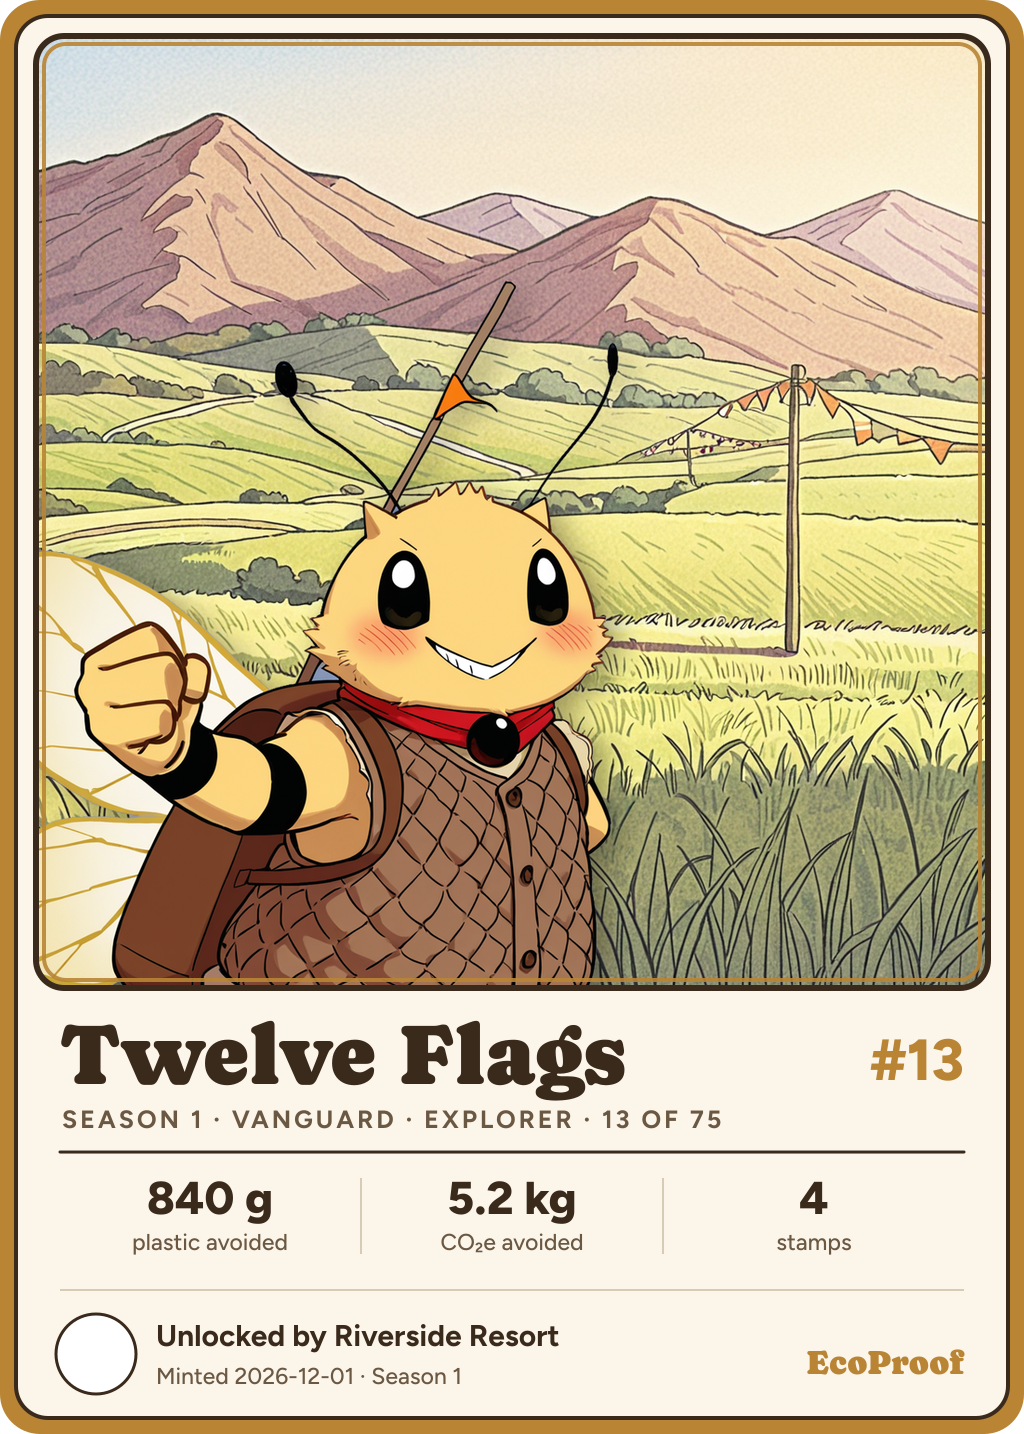 Twelve Flags
#13
SEASON 1 · VANGUARD · EXPLORER · 13 OF 75
840 g
plastic avoided
5.2 kg
CO₂e avoided
4
stamps
Unlocked by Riverside Resort
Minted 2026-12-01 · Season 1
EcoProof